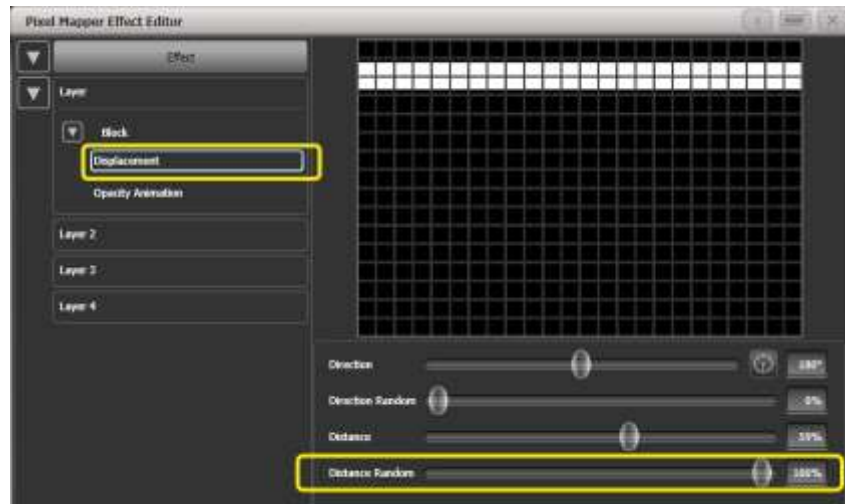 Pixel Mapper Effect Editor
Effect
Layer
Block
Displacement
Opacity Animation
Layer 2
Layer 3
Layer 4
Direction 180°
Direction Random 0%
Distance 59%
Distance Random 100%